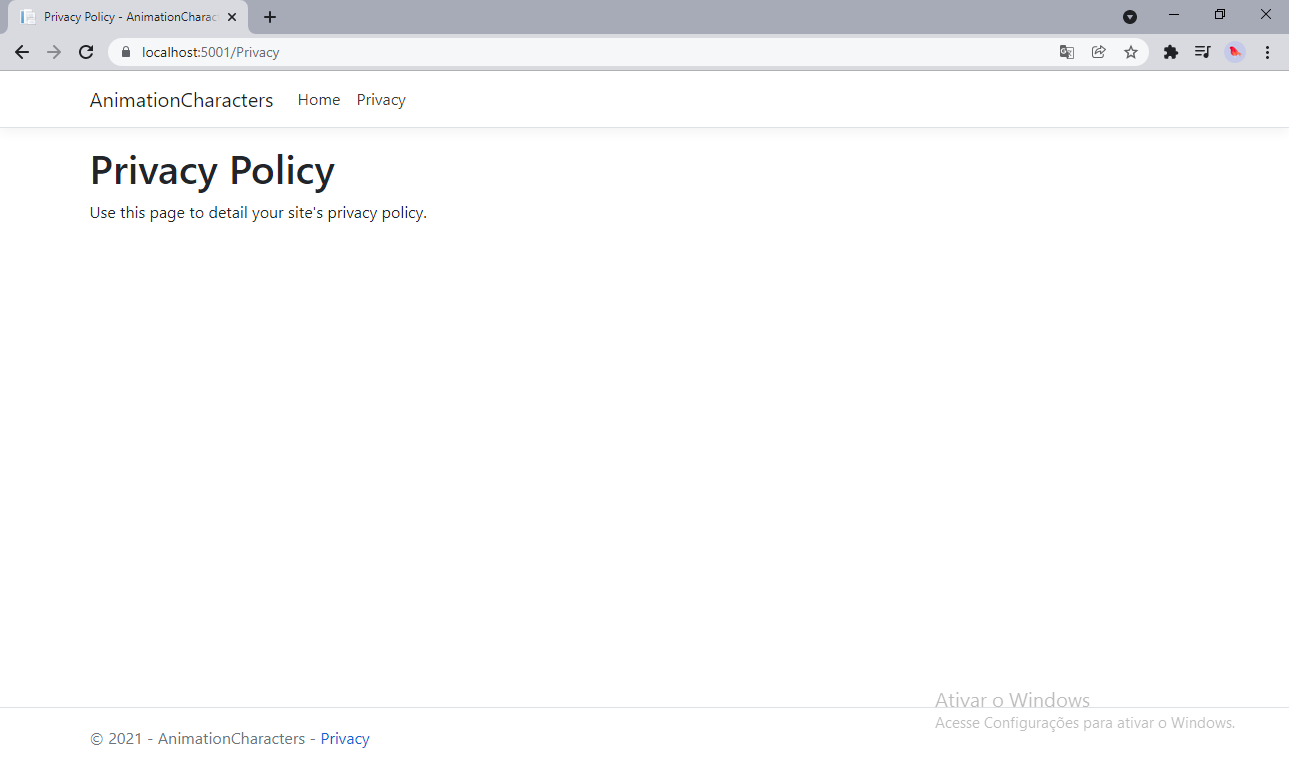 Privacy Policy - AnimationCharac
localhost:5001/Privacy
AnimationCharacters Home Privacy
Privacy Policy
Use this page to detail your site's privacy policy.
Ativar o Windows
Acesse Configurações para ativar o Windows.
© 2021 - AnimationCharacters - Privacy